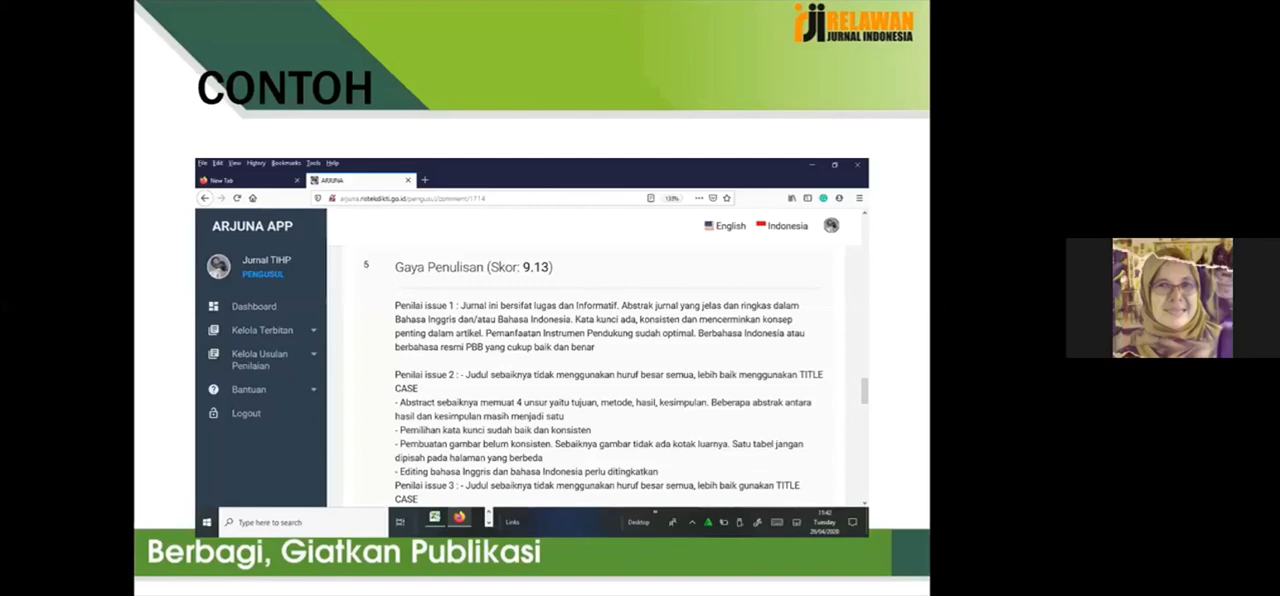 RELAWAN
JURNAL INDONESIA
CONTOH
File Edit View History Bookmarks Tools Help
New Tab
ARJUNA
arjuna.ristekdikti.go.id/pengusul/comment/1714
133%
ARJUNA APP
English
Indonesia
Jurnal TIHP
PENGUSUL
Dashboard
Kelola Terbitan
Kelola Usulan
Penilaian
Bantuan
Logout
5
Gaya Penulisan (Skor: 9.13)
Penilai issue 1 : Jurnal ini bersifat lugas dan Informatif. Abstrak jurnal yang jelas dan ringkas dalam
Bahasa Inggris dan/atau Bahasa Indonesia. Kata kunci ada, konsisten dan mencerminkan konsep
penting dalam artikel. Pemanfaatan Instrumen Pendukung sudah optimal. Berbahasa Indonesia atau
berbahasa resmi PBB yang cukup baik dan benar
Penilai issue 2 : - Judul sebaiknya tidak menggunakan huruf besar semua, lebih baik menggunakan TITLE
CASE
- Abstract sebaiknya memuat 4 unsur yaitu tujuan, metode, hasil, kesimpulan. Beberapa abstrak antara
hasil dan kesimpulan masih menjadi satu
- Pemilihan kata kunci sudah baik dan konsisten
- Pembuatan gambar belum konsisten. Sebaiknya gambar tidak ada kotak luarnya. Satu tabel jangan
dipisah pada halaman yang berbeda
- Editing bahasa Inggris dan bahasa Indonesia perlu ditingkatkan
Penilai issue 3 : - Judul sebaiknya tidak menggunakan huruf besar semua, lebih baik gunakan TITLE
CASE
Type here to search
Links
Desktop
11:42
Tuesday
Berbagi, Giatkan Publikasi